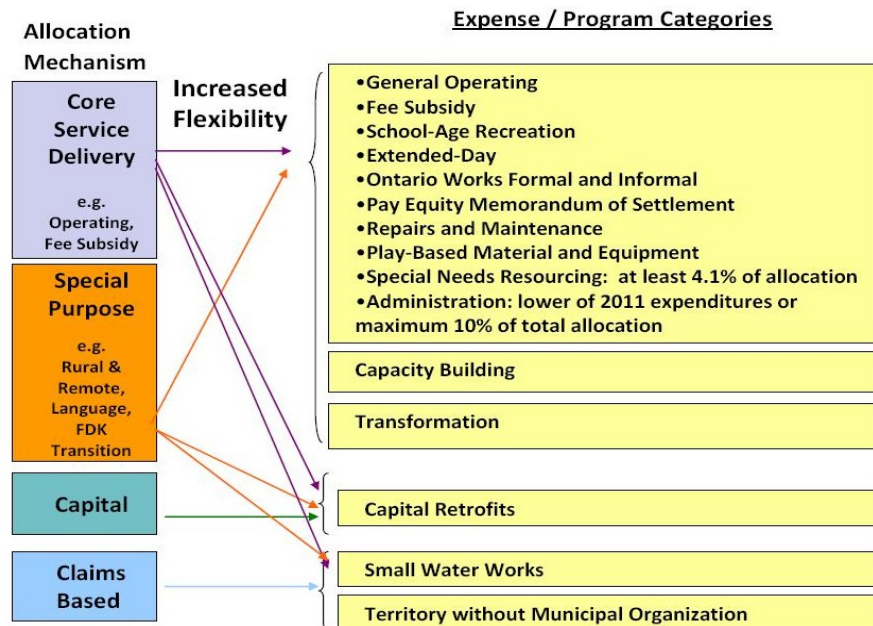 Allocation
Mechanism
Core
Service
Delivery
e.g.
Operating,
Fee Subsidy
Special
Purpose
e.g.
Rural &
Remote,
Language,
FDK
Transition
Capital
Claims
Based
Increased
Flexibility
Expense / Program Categories
•General Operating
•Fee Subsidy
•School-Age Recreation
•Extended-Day
•Ontario Works Formal and Informal
•Pay Equity Memorandum of Settlement
•Repairs and Maintenance
•Play-Based Material and Equipment
•Special Needs Resourcing: at least 4.1% of allocation
•Administration: lower of 2011 expenditures or
maximum 10% of total allocation
Capacity Building
Transformation
Capital Retrofits
Small Water Works
Territory without Municipal Organization